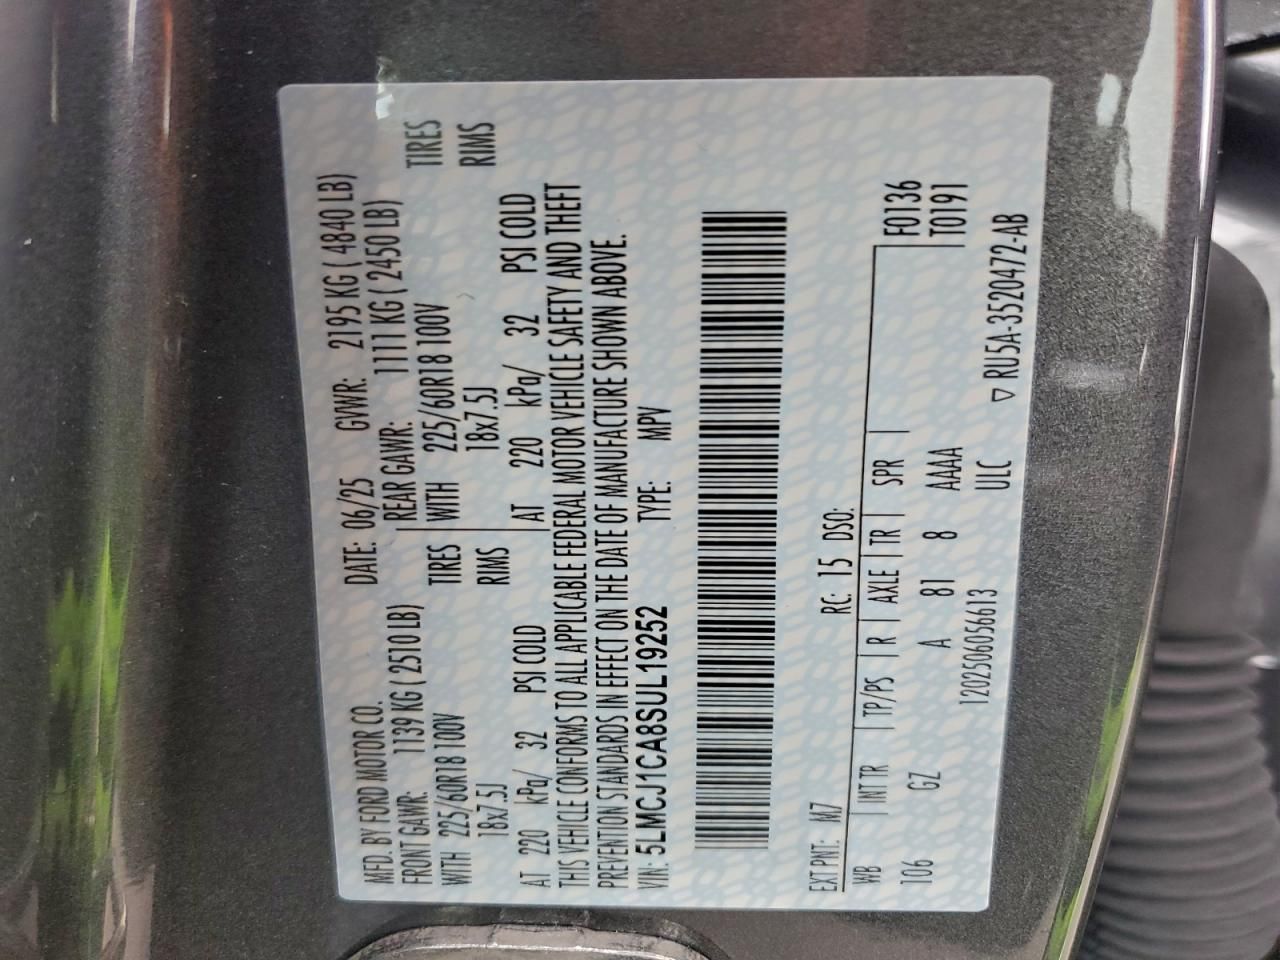 MFD. BY FORD MOTOR CO. DATE: 06/25 GVWR: 2195 KG ( 4840 LB)
FRONT GAWR: 1139 KG ( 2510 LB) REAR GAWR: 1111 KG ( 2450 LB)
WITH 225/60R18 100V TIRES WITH 225/60R18 100V TIRES
18x7.5J RIMS 18x7.5J RIMS
AT 220 kPa/ 32 PSI COLD AT 220 kPa/ 32 PSI COLD
THIS VEHICLE CONFORMS TO ALL APPLICABLE FEDERAL MOTOR VEHICLE SAFETY AND THEFT
PREVENTION STANDARDS IN EFFECT ON THE DATE OF MANUFACTURE SHOWN ABOVE.
VIN: 5LMCJ1CA8SUL19252 TYPE: MPV
EXT PNT: M7 RC: 15 DSO:
WB INT TR TP/PS R AXLE TR SPR F0136
106 GZ A 81 8 AAAA T0191
1202506056613 ULC
▽ RU5A-3520472-AB